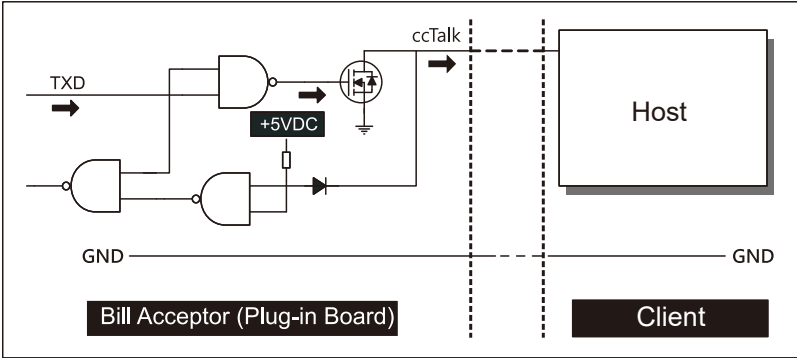 ccTalk
TXD
Host
+5VDC
GND
GND
Bill Acceptor (Plug-in Board)
Client